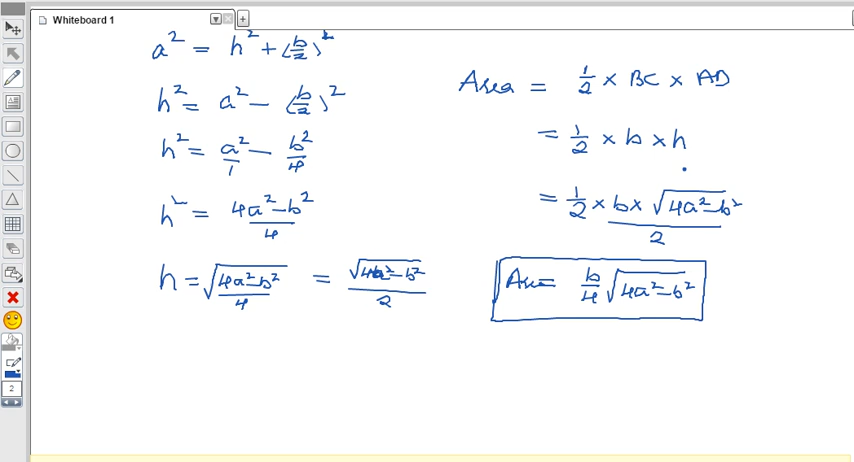 Whiteboard 1
a² = h² + (b/2)²
h² = a² - (b/2)²
h² = a²/1 - b²/4
h² = 4a²-b²/4
h = √4a²-b²/4 = √4a²-b²/2
Area = 1/2 × BC × AD
= 1/2 × b × h
= 1/2 × b × √4a²-b²/2
Area = b/4 √4a²-b²
2